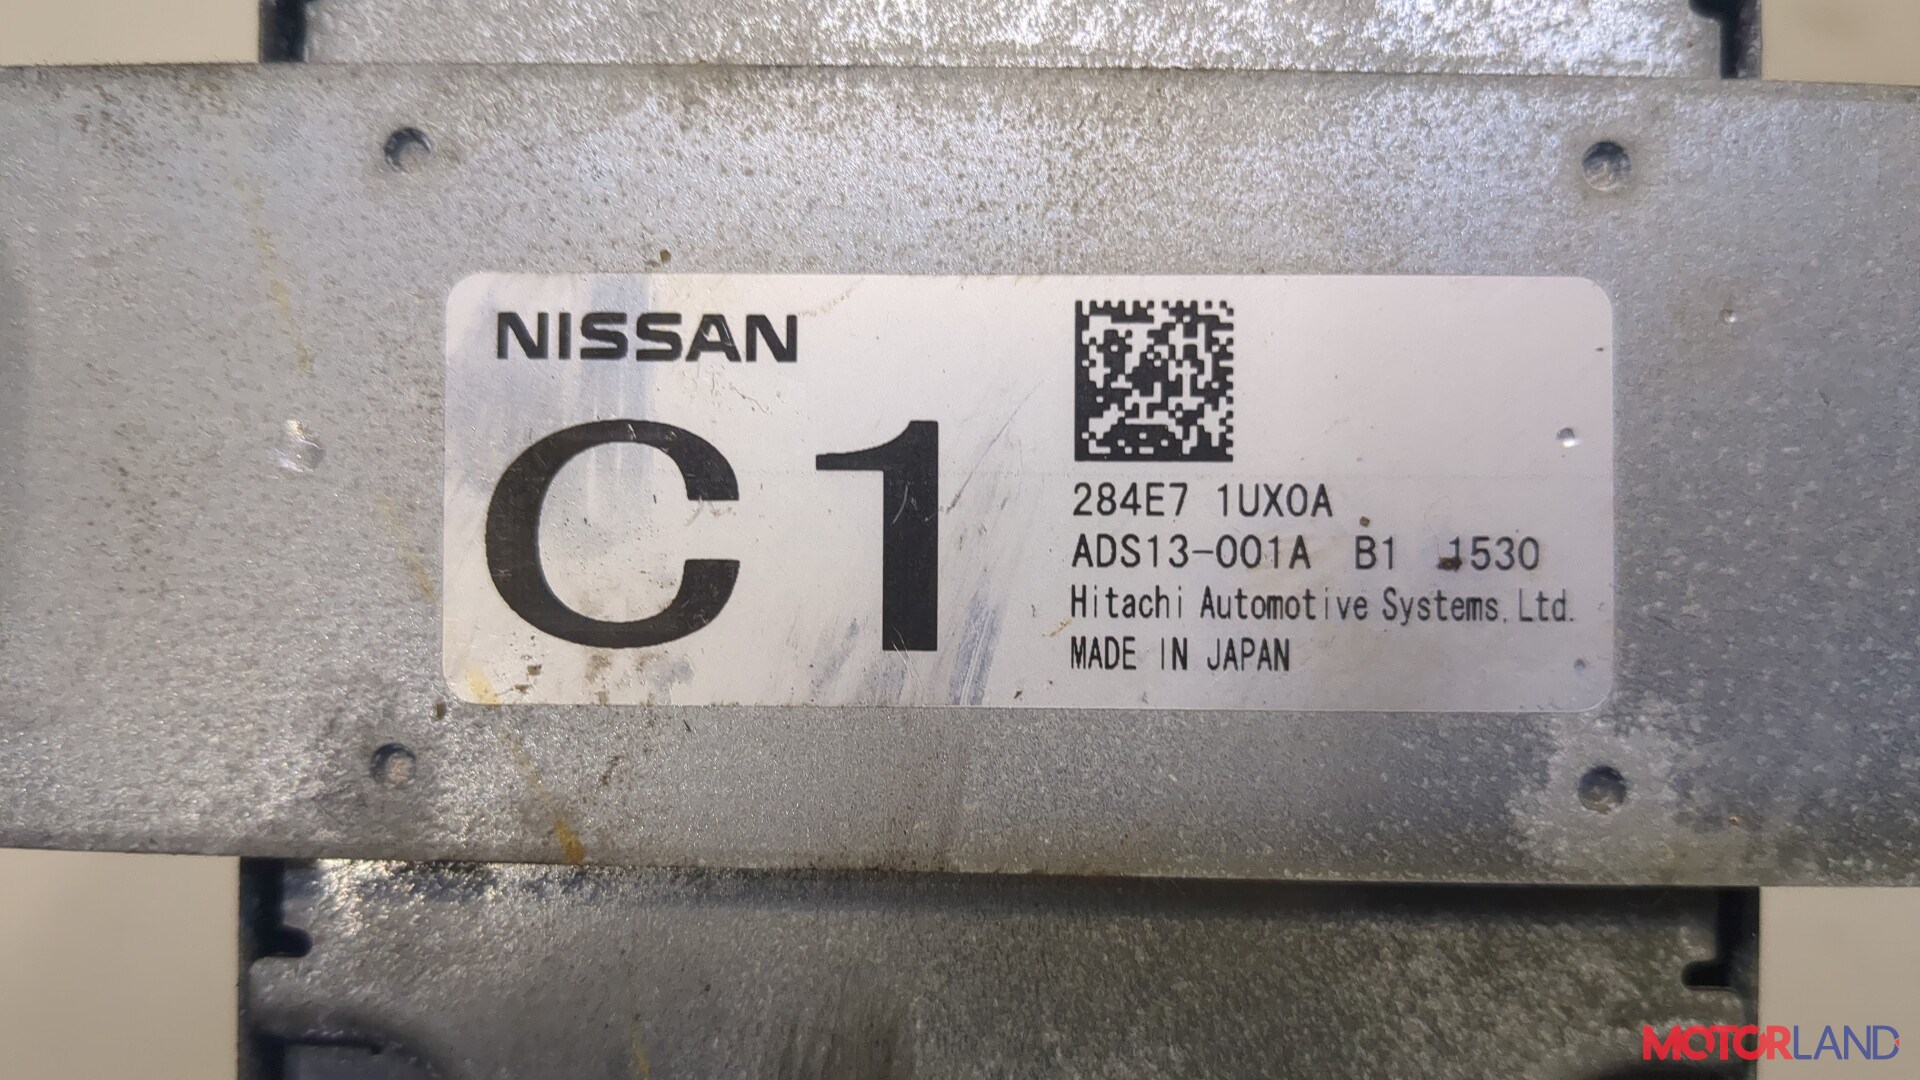 NISSAN
C1
284E7 1UX0A
ADS13-001A B1 1530
Hitachi Automotive Systems, Ltd.
MADE IN JAPAN
MOTORLAND